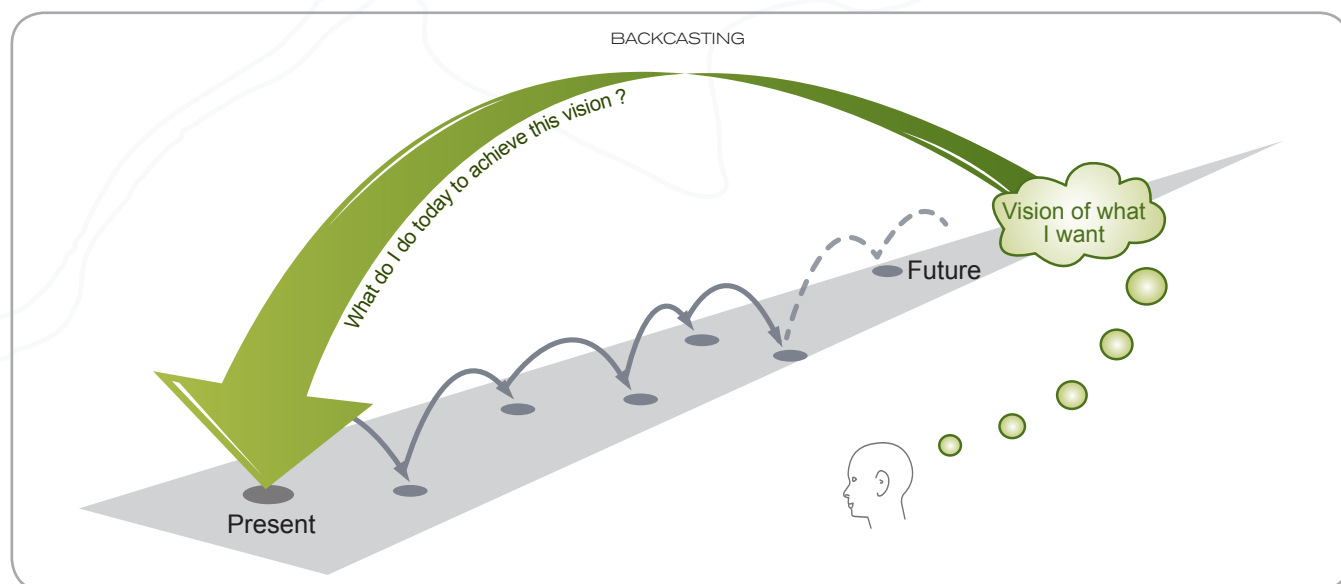 BACKCASTING
What do I do today to achieve this vision ?
Vision of what
I want
Future
Present